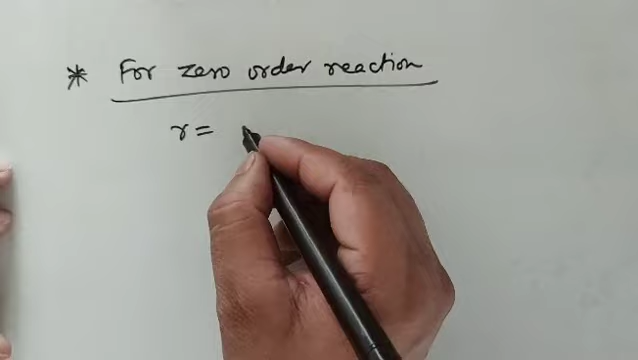 * For zero order reaction
r =